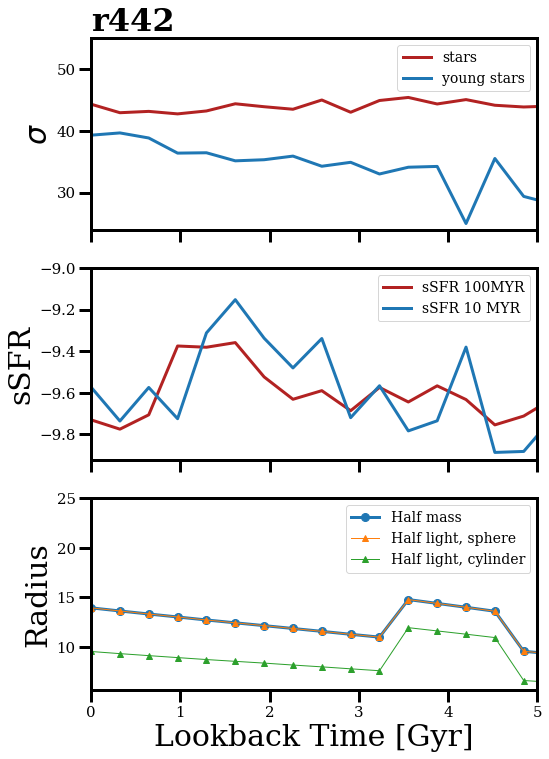 r442
σ
50
40
30
stars
young stars
sSFR
−9.0
−9.2
−9.4
−9.6
−9.8
sSFR 100MYR
sSFR 10 MYR
Radius
25
20
15
10
Half mass
Half light, sphere
Half light, cylinder
0 1 2 3 4 5
Lookback Time [Gyr]